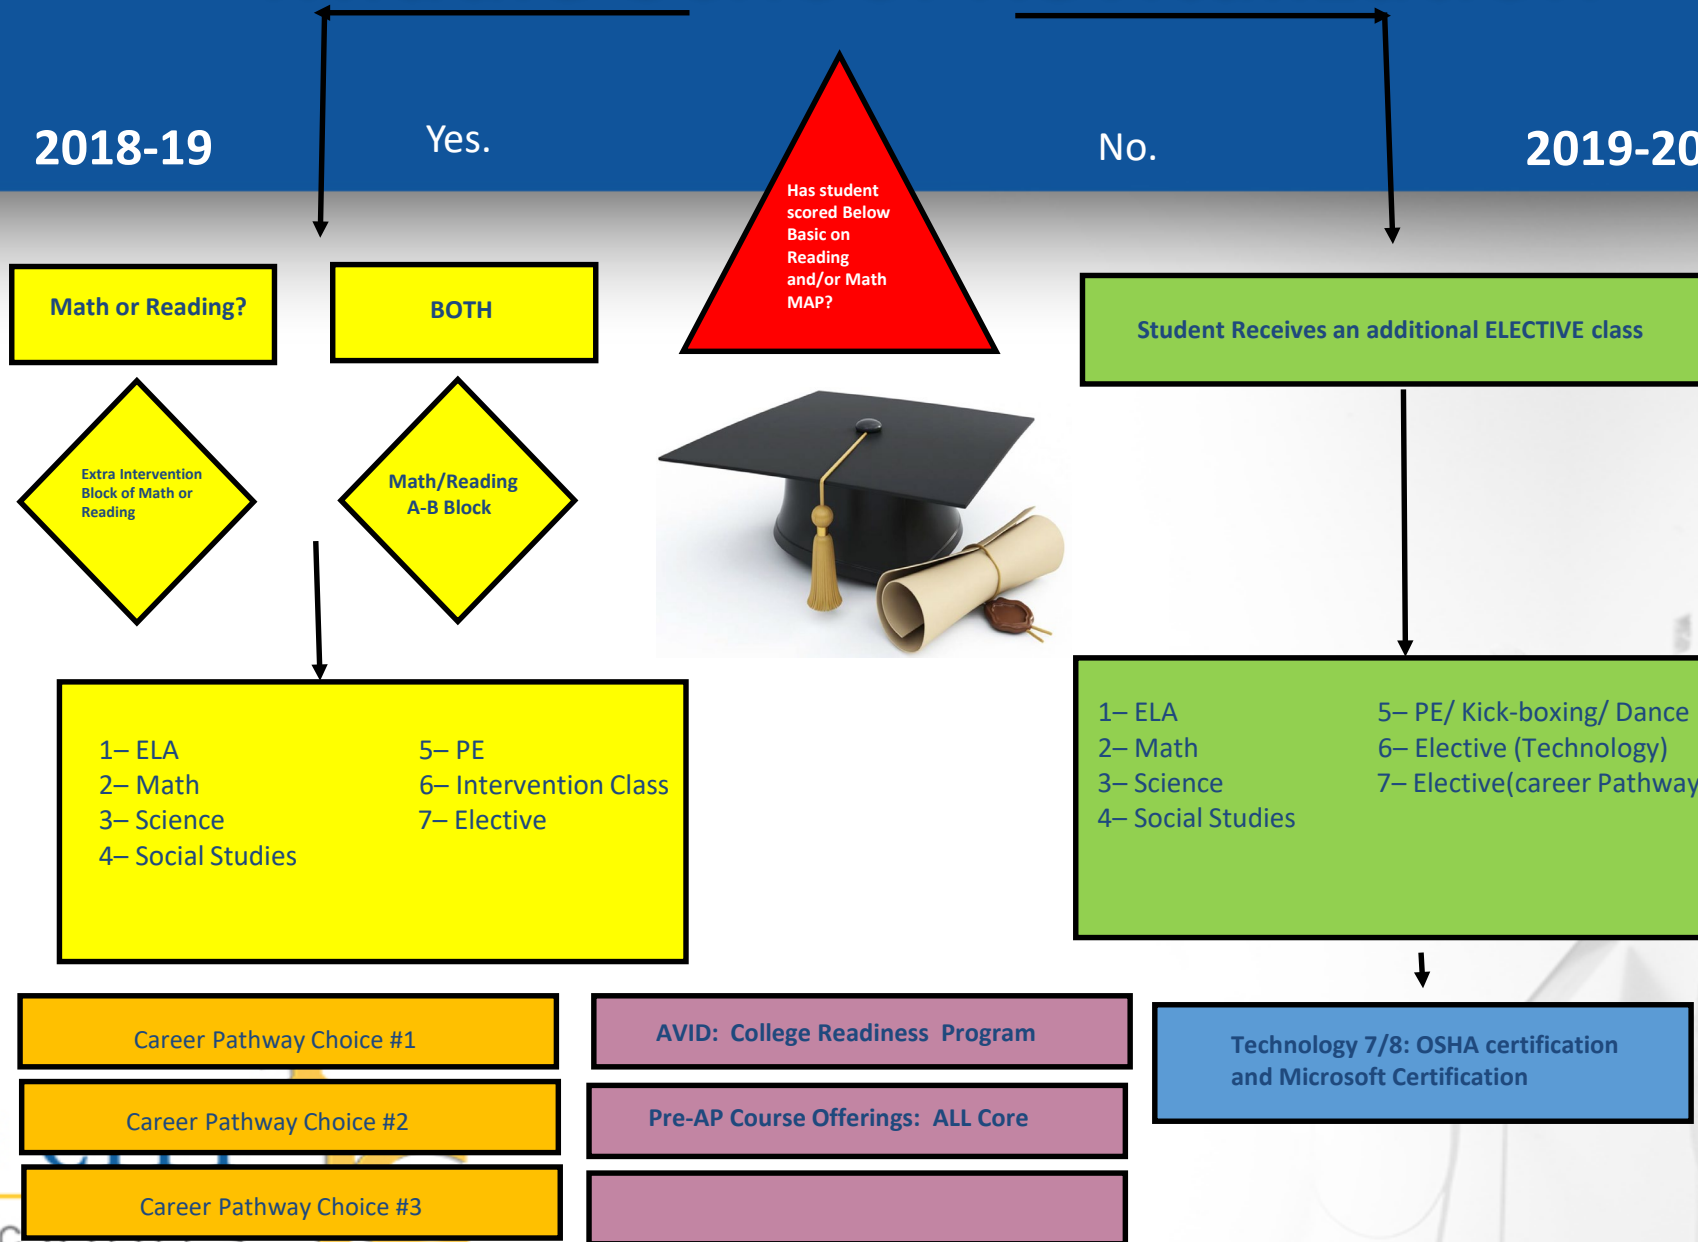 2018-19
Yes.
Has student
scored Below
Basic on
Reading
and/or Math
MAP?
No.
2019-20
Math or Reading?
BOTH
Student Receives an additional ELECTIVE class
Extra Intervention
Block of Math or
Reading
Math/Reading
A-B Block
1– ELA
2– Math
3– Science
4– Social Studies
5– PE
6– Intervention Class
7– Elective
1– ELA
2– Math
3– Science
4– Social Studies
5– PE/ Kick-boxing/ Dance
6– Elective (Technology)
7– Elective(career Pathway
Career Pathway Choice #1
Career Pathway Choice #2
Career Pathway Choice #3
AVID: College Readiness Program
Pre-AP Course Offerings: ALL Core
Technology 7/8: OSHA certification
and Microsoft Certification